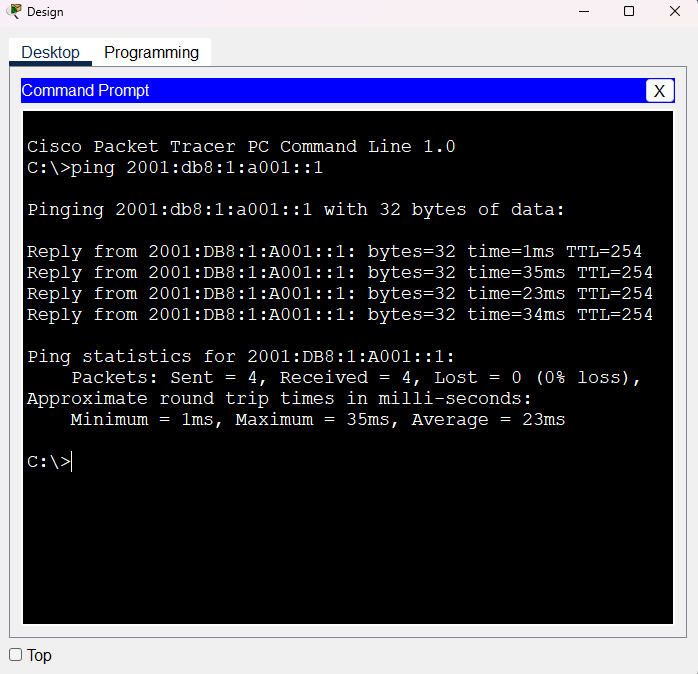 Design
Desktop Programming
Command Prompt X
Cisco Packet Tracer PC Command Line 1.0
C:\>ping 2001:db8:1:a001::1
Pinging 2001:db8:1:a001::1 with 32 bytes of data:
Reply from 2001:DB8:1:A001::1: bytes=32 time=1ms TTL=254
Reply from 2001:DB8:1:A001::1: bytes=32 time=35ms TTL=254
Reply from 2001:DB8:1:A001::1: bytes=32 time=23ms TTL=254
Reply from 2001:DB8:1:A001::1: bytes=32 time=34ms TTL=254
Ping statistics for 2001:DB8:1:A001::1:
Packets: Sent = 4, Received = 4, Lost = 0 (0% loss),
Approximate round trip times in milli-seconds:
Minimum = 1ms, Maximum = 35ms, Average = 23ms
C:\>
Top